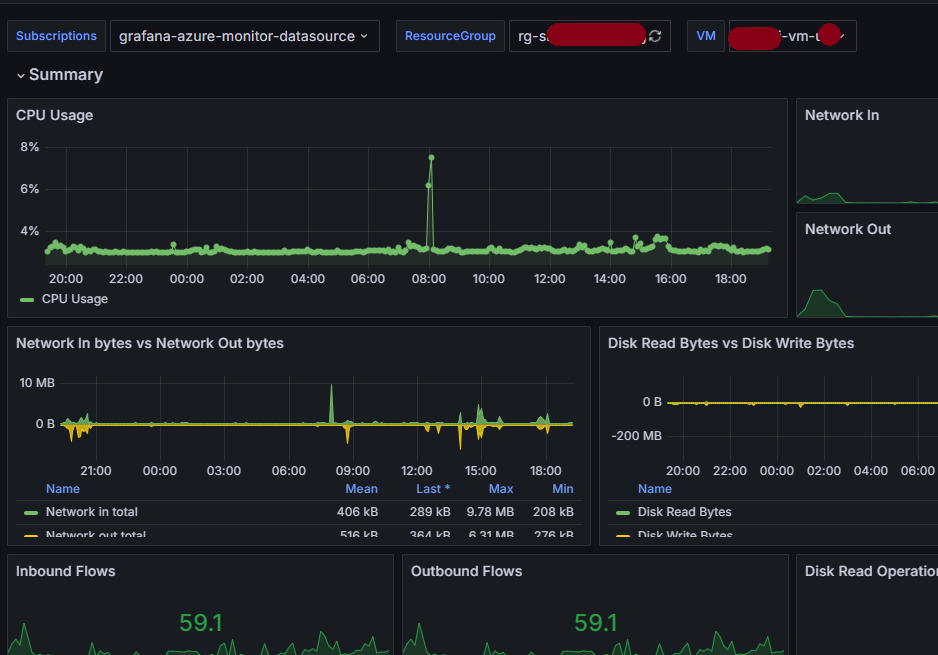 Subscriptions grafana-azure-monitor-datasource ResourceGroup rg-s VM -vm-u
Summary
CPU Usage
8%
6%
4%
20:00 22:00 00:00 02:00 04:00 06:00 08:00 10:00 12:00 14:00 16:00 18:00
CPU Usage
Network In
Network Out
Network In bytes vs Network Out bytes
10 MB
0 B
21:00 00:00 03:00 06:00 09:00 12:00 15:00 18:00
Name Mean Last * Max Min
Network in total 406 kB 289 kB 9.78 MB 208 kB
Network out total 516 kB 364 kB 6.31 MB 276 kB
Disk Read Bytes vs Disk Write Bytes
0 B
-200 MB
20:00 22:00 00:00 02:00 04:00 06:00
Name
Disk Read Bytes
Disk Write Bytes
Inbound Flows
59.1
Outbound Flows
59.1
Disk Read Operation